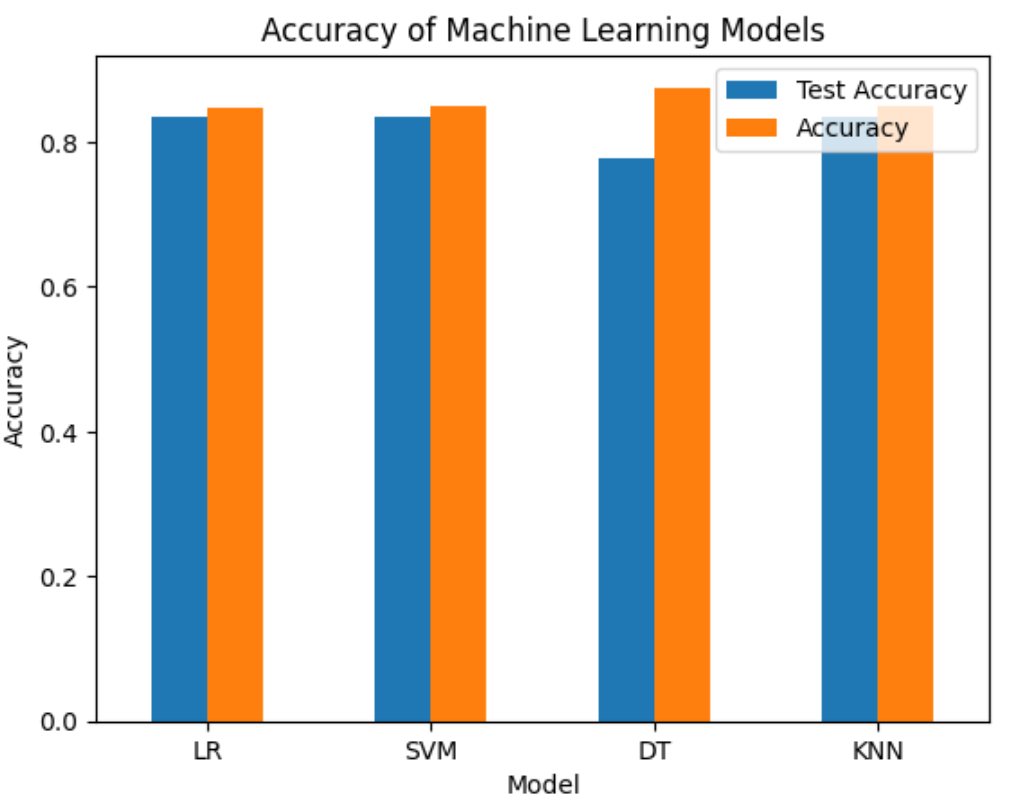 Accuracy of Machine Learning Models
Test Accuracy
Accuracy
Accuracy
0.8
0.6
0.4
0.2
0.0
LR SVM DT KNN
Model